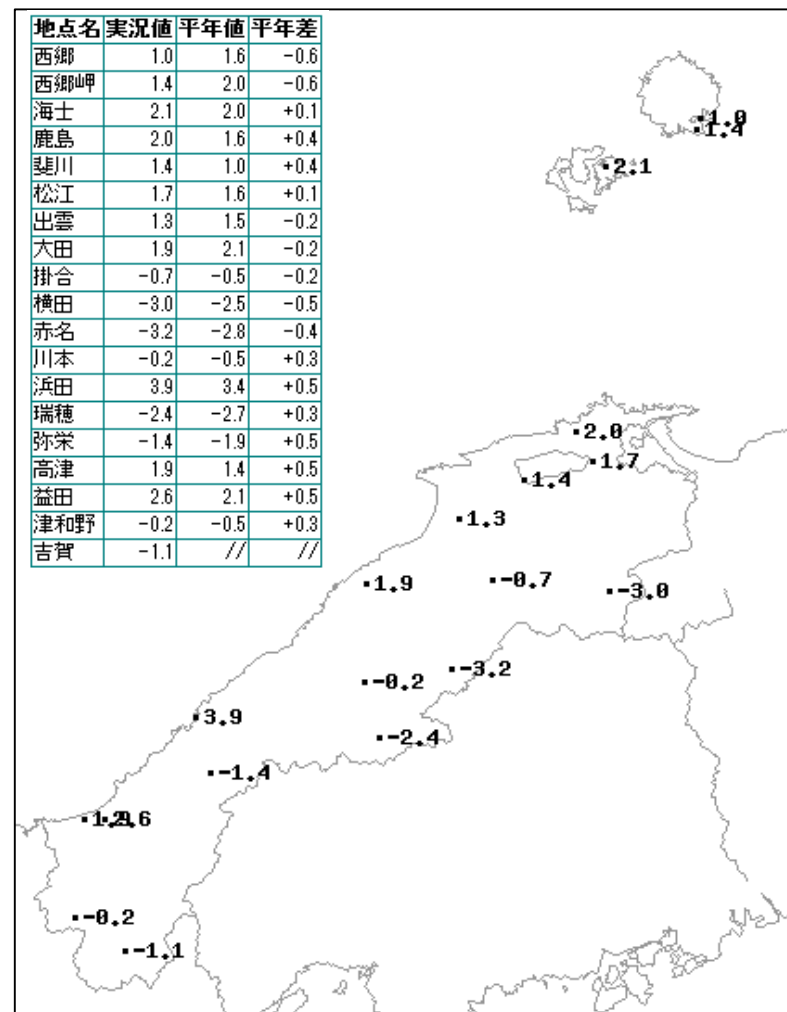 地点名 実況値 平年値 平年差
西郷 1.0 1.6 -0.6
西郷岬 1.4 2.0 -0.6
海士 2.1 2.0 +0.1
鹿島 2.0 1.6 +0.4
斐川 1.4 1.0 +0.4
松江 1.7 1.6 +0.1
出雲 1.3 1.5 -0.2
大田 1.9 2.1 -0.2
掛合 -0.7 -0.5 -0.2
横田 -3.0 -2.5 -0.5
赤名 -3.2 -2.8 -0.4
川本 -0.2 -0.5 +0.3
浜田 3.9 3.4 +0.5
瑞穂 -2.4 -2.7 +0.3
弥栄 -1.4 -1.9 +0.5
高津 1.9 1.4 +0.5
益田 2.6 2.1 +0.5
津和野 -0.2 -0.5 +0.3
吉賀 -1.1 // //
1.0
1.4
2.1
2.0
1.7
1.4
1.3
1.9
-0.7
-3.0
-3.2
-0.2
3.9
-2.4
-1.4
1.9
2.6
-0.2
-1.1